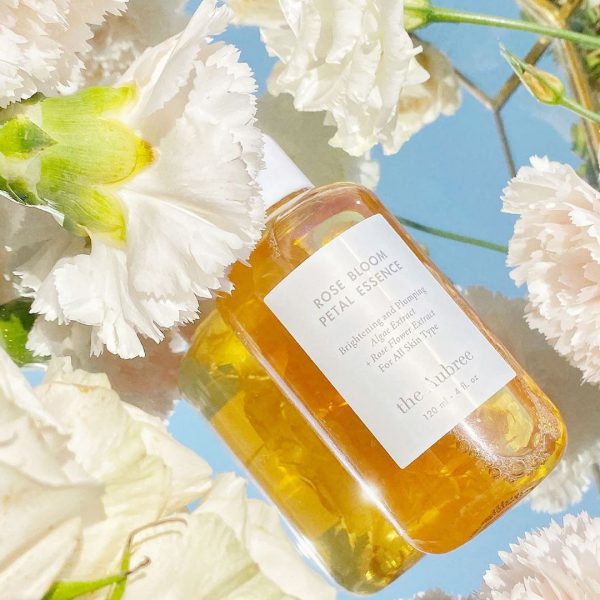 ROSE BLOOM
PETAL ESSENCE
Brightening and Plumping
Algae Extract
+ Rose Flower Extract
For All Skin Type
the Aubree
120 ml - 4 fl. oz